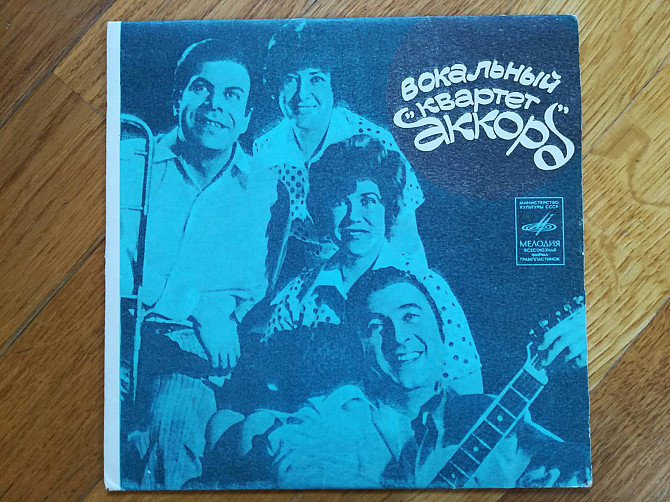 вокальный
"квартет"
аккорд
МИНИСТЕРСТВО
КУЛЬТУРЫ СССР
МЕЛОДИЯ
ВСЕСОЮЗНАЯ
ФИРМА
ГРАМПЛАСТИНОК